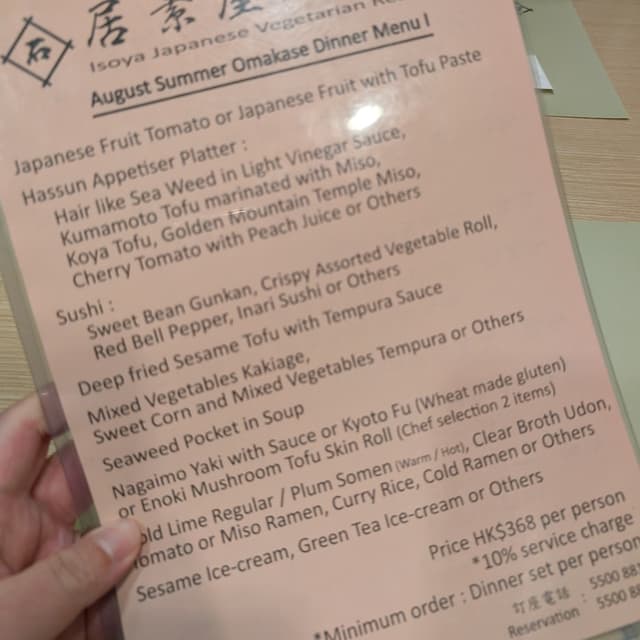 居素屋
Isoya Japanese Vegetarian
August Summer Omakase Dinner Menu I
Japanese Fruit Tomato or Japanese Fruit with Tofu Paste
Hassun Appetiser Platter :
Hair like Sea Weed in Light Vinegar Sauce,
Kumamoto Tofu marinated with Miso,
Koya Tofu, Golden Mountain Temple Miso,
Cherry Tomato with Peach Juice or Others
Sushi :
Sweet Bean Gunkan, Crispy Assorted Vegetable Roll,
Red Bell Pepper, Inari Sushi or Others
Deep fried Sesame Tofu with Tempura Sauce
Mixed Vegetables Kakiage,
Sweet Corn and Mixed Vegetables Tempura or Others
Seaweed Pocket in Soup
Nagaimo Yaki with Sauce or Kyoto Fu (Wheat made gluten)
or Enoki Mushroom Tofu Skin Roll (Chef selection 2 items)
old Lime Regular / Plum Somen (Warm / Hot), Clear Broth Udon,
Tomato or Miso Ramen, Curry Rice, Cold Ramen or Others
Sesame Ice-cream, Green Tea Ice-cream or Others
Price HK$368 per person
*10% service charge
*Minimum order : Dinner set per person
訂座電話 : 5500 88
Reservation : 5500 88